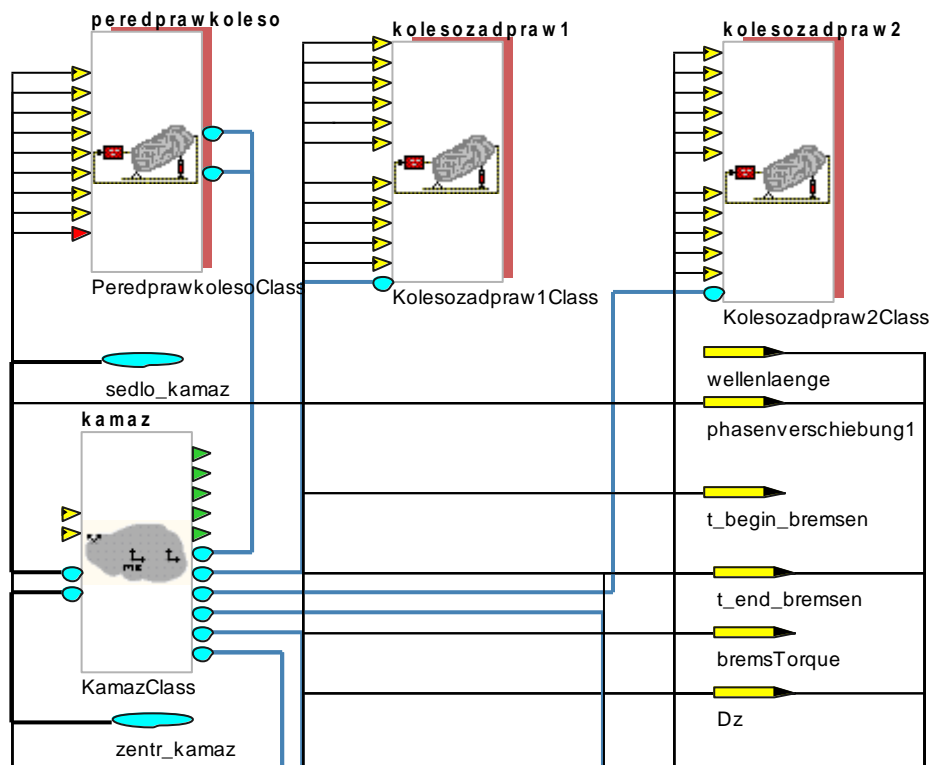 peredprawkoleso
kolesozadpraw1
kolesozadpraw2
PeredprawkolesoClass
Kolesozadpraw1Class
Kolesozadpraw2Class
sedlo_kamaz
wellenlaenge
kamaz
phasenverschiebung1
t_begin_bremsen
t_end_bremsen
bremsTorque
KamazClass
Dz
zentr_kamaz